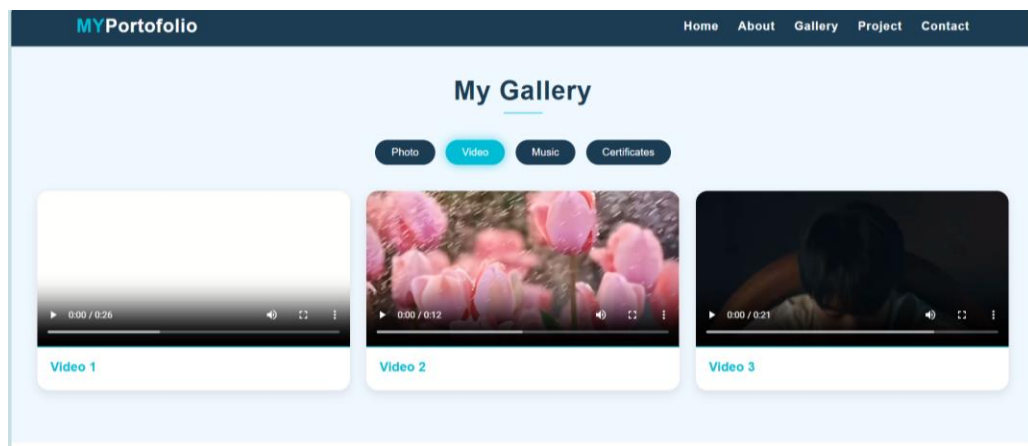 MYPortofolio
Home About Gallery Project Contact
My Gallery
Photo Video Music Certificates
0:00 / 0:26
0:00 / 0:12
0:00 / 0:21
Video 1
Video 2
Video 3